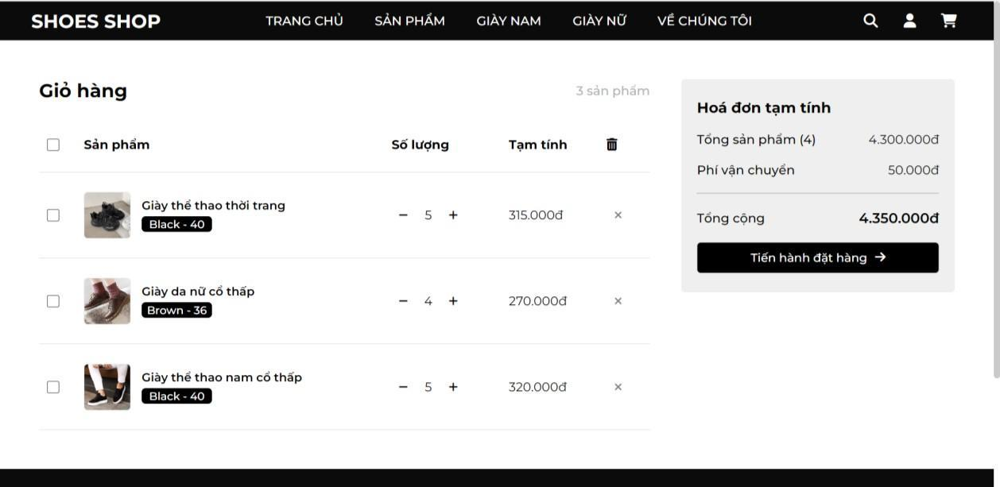 SHOES SHOP
TRANG CHỦ
SẢN PHẨM
GIÀY NAM
GIÀY NỮ
VỀ CHÚNG TÔI
Giỏ hàng
3 sản phẩm
Sản phẩm
Số lượng
Tạm tính
Giày thể thao thời trang
Black - 40
− 5 +
315.000đ
×
Giày da nữ cổ thấp
Brown - 36
− 4 +
270.000đ
×
Giày thể thao nam cổ thấp
Black - 40
− 5 +
320.000đ
×
Hoá đơn tạm tính
Tổng sản phẩm (4)
4.300.000đ
Phí vận chuyển
50.000đ
Tổng cộng
4.350.000đ
Tiến hành đặt hàng →